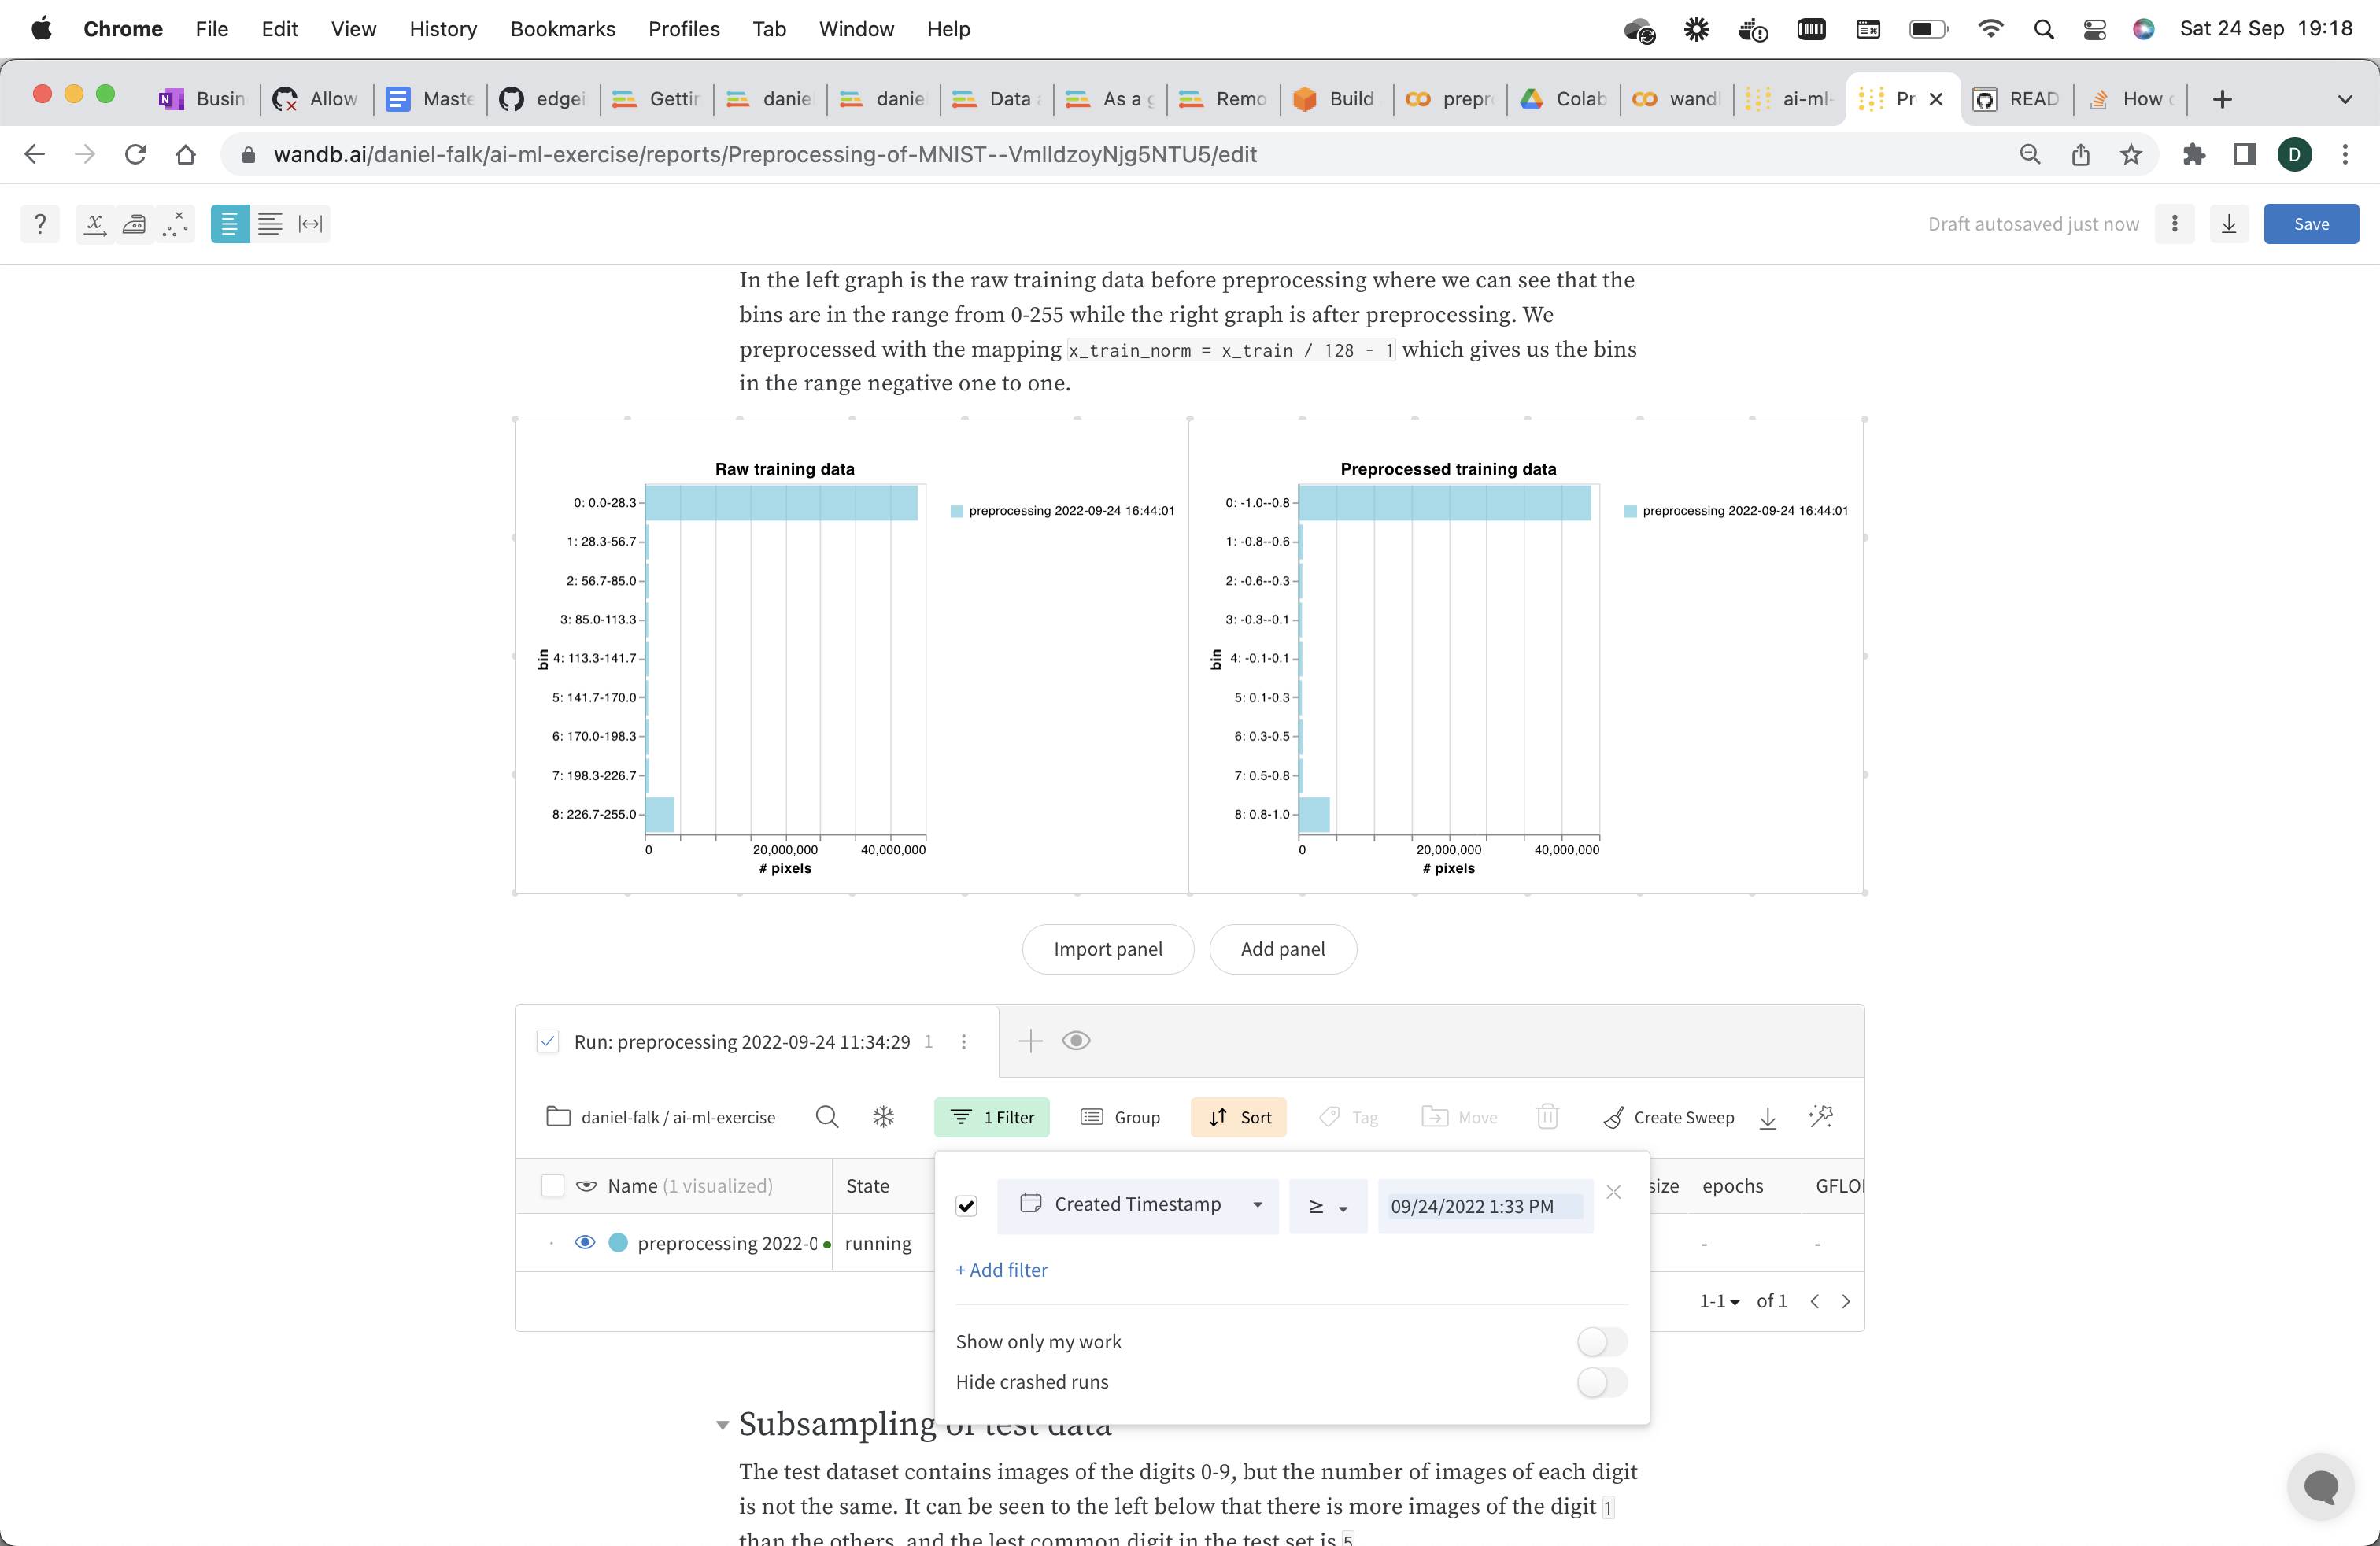 Chrome File Edit View History Bookmarks Profiles Tab Window Help Sat 24 Sep 19:18
Busin Allow Maste edgei Gettin danie danie Data As a g Remo Build prepr Colab wand ai-ml- Pr READ How
wandb.ai/daniel-falk/ai-ml-exercise/reports/Preprocessing-of-MNIST--VmlldzoyNjg5NTU5/edit D
? Draft autosaved just now Save
In the left graph is the raw training data before preprocessing where we can see that the
bins are in the range from 0-255 while the right graph is after preprocessing. We
preprocessed with the mapping x_train_norm = x_train / 128 - 1 which gives us the bins
in the range negative one to one.
Raw training data
preprocessing 2022-09-24 16:44:01
0: 0.0-28.3
1: 28.3-56.7
2: 56.7-85.0
3: 85.0-113.3
4: 113.3-141.7
5: 141.7-170.0
6: 170.0-198.3
7: 198.3-226.7
8: 226.7-255.0
bin
0 20,000,000 40,000,000
# pixels
Preprocessed training data
preprocessing 2022-09-24 16:44:01
0: -1.0--0.8
1: -0.8--0.6
2: -0.6--0.3
3: -0.3--0.1
4: -0.1-0.1
5: 0.1-0.3
6: 0.3-0.5
7: 0.5-0.8
8: 0.8-1.0
bin
0 20,000,000 40,000,000
# pixels
Import panel Add panel
Run: preprocessing 2022-09-24 11:34:29 1
daniel-falk / ai-ml-exercise 1 Filter Group Sort Tag Move Create Sweep
Name (1 visualized) State size epochs GFLO
preprocessing 2022-0 running - -
Created Timestamp ≥ 09/24/2022 1:33 PM
+ Add filter
1-1 of 1
Show only my work
Hide crashed runs
Subsampling of test data
The test dataset contains images of the digits 0-9, but the number of images of each digit
is not the same. It can be seen to the left below that there is more images of the digit 1
than the others, and the lest common digit in the test set is 5